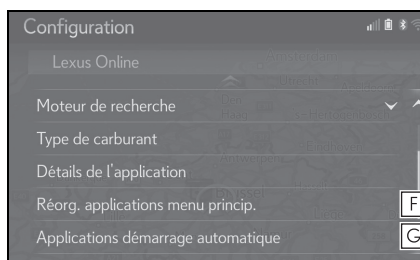 Configuration
Lexus Online
Moteur de recherche
Type de carburant
Détails de l'application
Réorg. applications menu princip.
F
Applications démarrage automatique
G